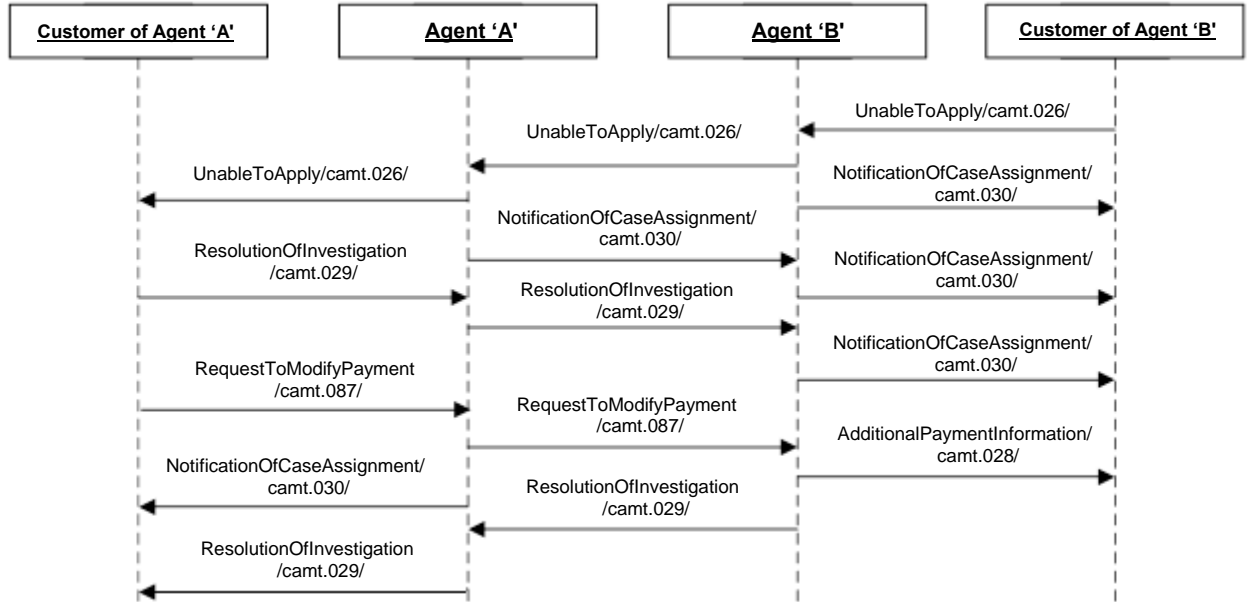 Customer of Agent ‘A'
Agent ‘A'
Agent ‘B'
Customer of Agent ‘B'
UnableToApply/camt.026/
UnableToApply/camt.026/
UnableToApply/camt.026/
NotificationOfCaseAssignment/
camt.030/
NotificationOfCaseAssignment/
camt.030/
ResolutionOfInvestigation
/camt.029/
NotificationOfCaseAssignment/
camt.030/
ResolutionOfInvestigation
/camt.029/
NotificationOfCaseAssignment/
camt.030/
RequestToModifyPayment
/camt.087/
RequestToModifyPayment
/camt.087/
AdditionalPaymentInformation/
camt.028/
NotificationOfCaseAssignment/
camt.030/
ResolutionOfInvestigation
/camt.029/
ResolutionOfInvestigation
/camt.029/